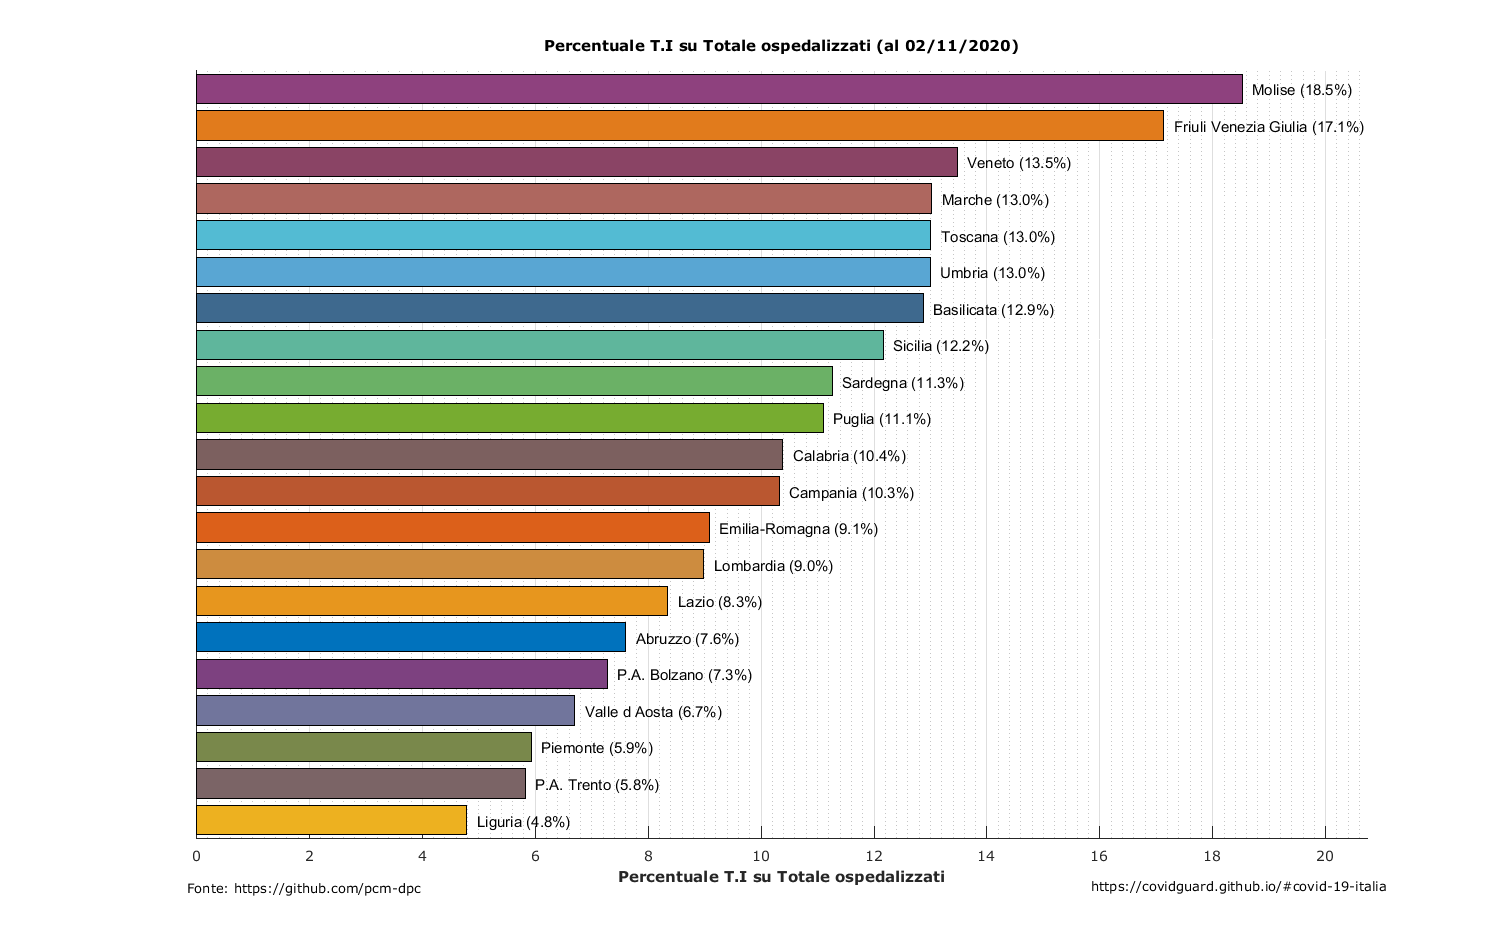 Percentuale T.I su Totale ospedalizzati (al 02/11/2020)
Molise (18.5%)
Friuli Venezia Giulia (17.1%)
Veneto (13.5%)
Marche (13.0%)
Toscana (13.0%)
Umbria (13.0%)
Basilicata (12.9%)
Sicilia (12.2%)
Sardegna (11.3%)
Puglia (11.1%)
Calabria (10.4%)
Campania (10.3%)
Emilia-Romagna (9.1%)
Lombardia (9.0%)
Lazio (8.3%)
Abruzzo (7.6%)
P.A. Bolzano (7.3%)
Valle d Aosta (6.7%)
Piemonte (5.9%)
P.A. Trento (5.8%)
Liguria (4.8%)
0 2 4 6 8 10 12 14 16 18 20
Percentuale T.I su Totale ospedalizzati
Fonte: https://github.com/pcm-dpc
https://covidguard.github.io/#covid-19-italia